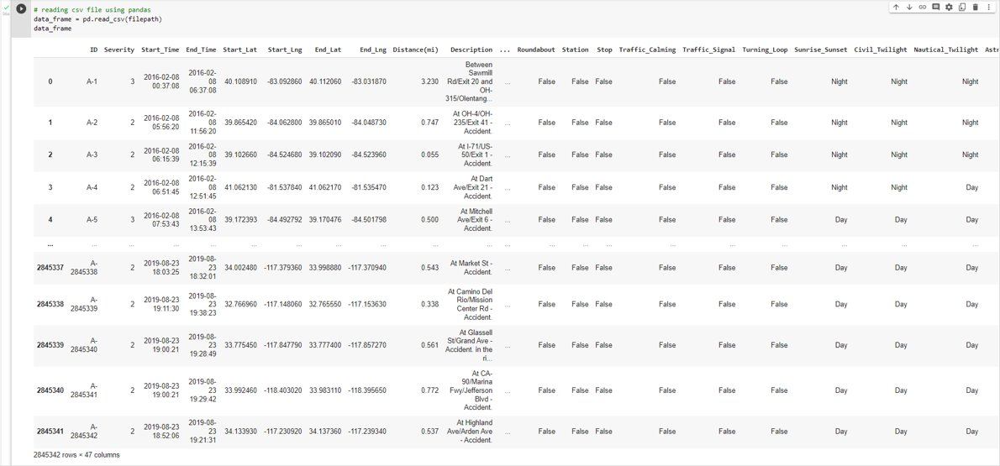 # reading csv file using pandas
data_frame = pd.read_csv(filepath)
data_frame
ID Severity Start_Time End_Time Start_Lat Start_Lng End_Lat End_Lng Distance(mi) Description ... Roundabout Station Stop Traffic_Calming Traffic_Signal Turning_Loop Sunrise_Sunset Civil_Twilight Nautical_Twilight Astr
0 A-1 3 2016-02-08 00:37:08 2016-02-08 06:37:08 40.108910 -83.092860 40.112060 -83.031870 3.230 Between Sawmill Rd/Exit 20 and OH-315/Olentang... ... False False False False False False Night Night Night
1 A-2 2 2016-02-08 05:56:20 2016-02-08 11:56:20 39.865420 -84.062800 39.865010 -84.048730 0.747 At OH-4/OH-235/Exit 41 - Accident. ... False False False False False False Night Night Night
2 A-3 2 2016-02-08 06:15:39 2016-02-08 12:15:39 39.102660 -84.524680 39.102090 -84.523960 0.055 At I-71/US-50/Exit 1 - Accident. ... False False False False False False Night Night Night
3 A-4 2 2016-02-08 06:51:45 2016-02-08 12:51:45 41.062130 -81.537840 41.062170 -81.535470 0.123 At Dart Ave/Exit 21 - Accident. ... False False False False False False Night Night Day
4 A-5 3 2016-02-08 07:53:43 2016-02-08 13:53:43 39.172393 -84.492792 39.170476 -84.501798 0.500 At Mitchell Ave/Exit 6 - Accident. ... False False False False False False Day Day Day
... ... ... ... ... ... ... ... ... ... ... ... ... ... ... ... ... ... ... ... ...
2845337 A-2845338 2 2019-08-23 18:03:25 2019-08-23 18:32:01 34.002480 -117.379360 33.998880 -117.370940 0.543 At Market St - Accident. ... False False False False False False Day Day Day
2845338 A-2845339 2 2019-08-23 19:11:30 2019-08-23 19:38:23 32.766960 -117.148060 32.765550 -117.153630 0.338 At Camino Del Rio/Mission Center Rd - Accident. ... False False False False False False Day Day Day
2845339 A-2845340 2 2019-08-23 19:00:21 2019-08-23 19:28:49 33.775450 -117.847790 33.777400 -117.857270 0.561 At Glassell St/Grand Ave - Accident. in the ri... ... False False False False False False Day Day Day
2845340 A-2845341 2 2019-08-23 19:00:21 2019-08-23 19:29:42 33.992460 -118.403020 33.983110 -118.395650 0.772 At CA-90/Marina Fwy/Jefferson Blvd - Accident. ... False False False False False False Day Day Day
2845341 A-2845342 2 2019-08-23 18:52:06 2019-08-23 19:21:31 34.133930 -117.230920 34.137360 -117.239340 0.537 At Highland Ave/Arden Ave - Accident. ... False False False False False False Day Day Day
2845342 rows × 47 columns